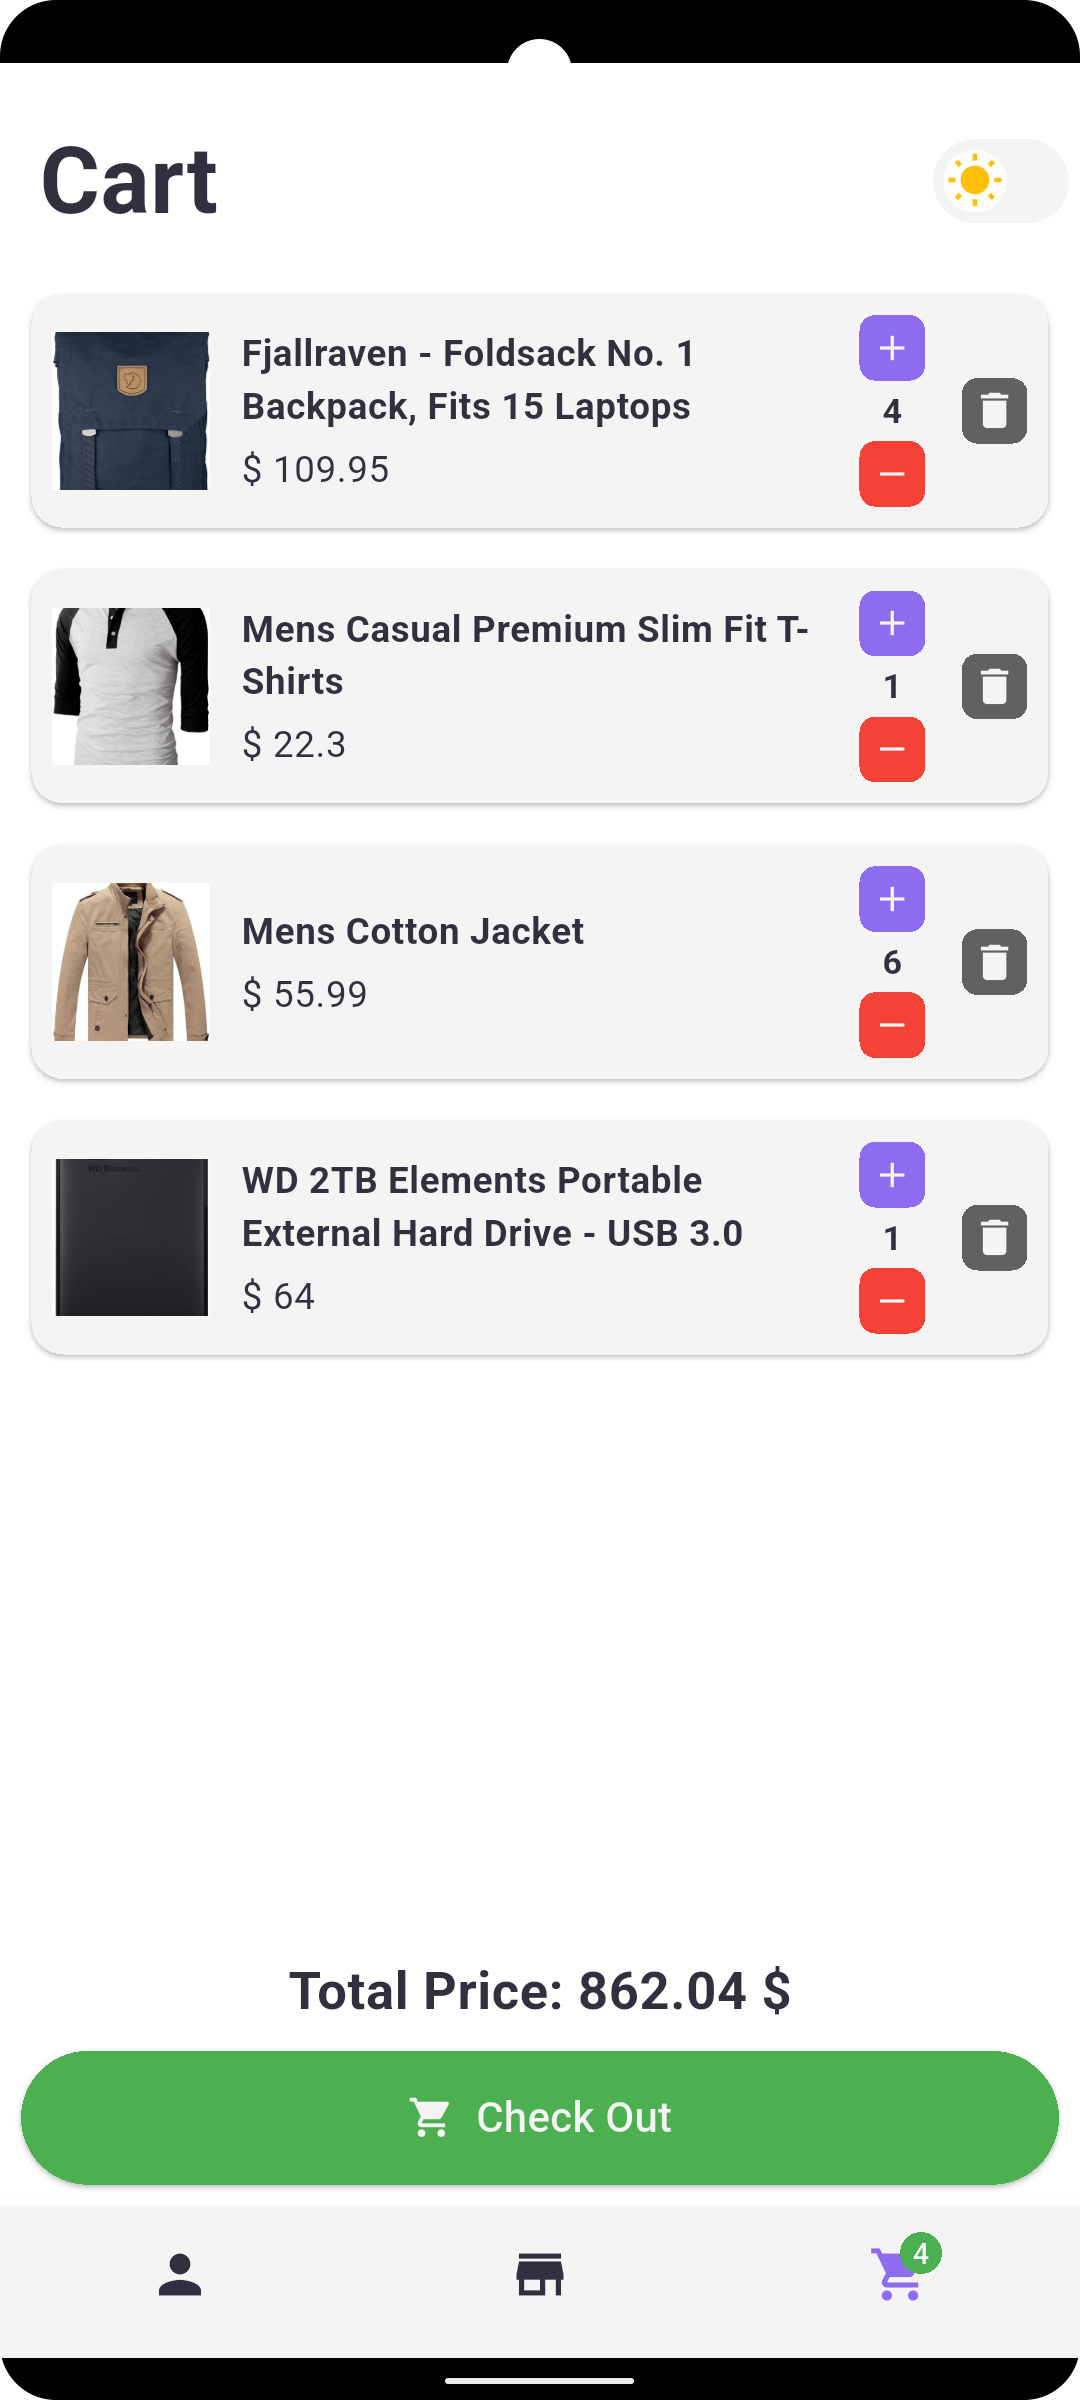 Cart
Fjallraven - Foldsack No. 1
Backpack, Fits 15 Laptops
$ 109.95
+
4
−
Mens Casual Premium Slim Fit T-
Shirts
$ 22.3
+
1
−
Mens Cotton Jacket
$ 55.99
+
6
−
WD Elements
WD 2TB Elements Portable
External Hard Drive - USB 3.0
$ 64
+
1
−
Total Price: 862.04 $
Check Out
4